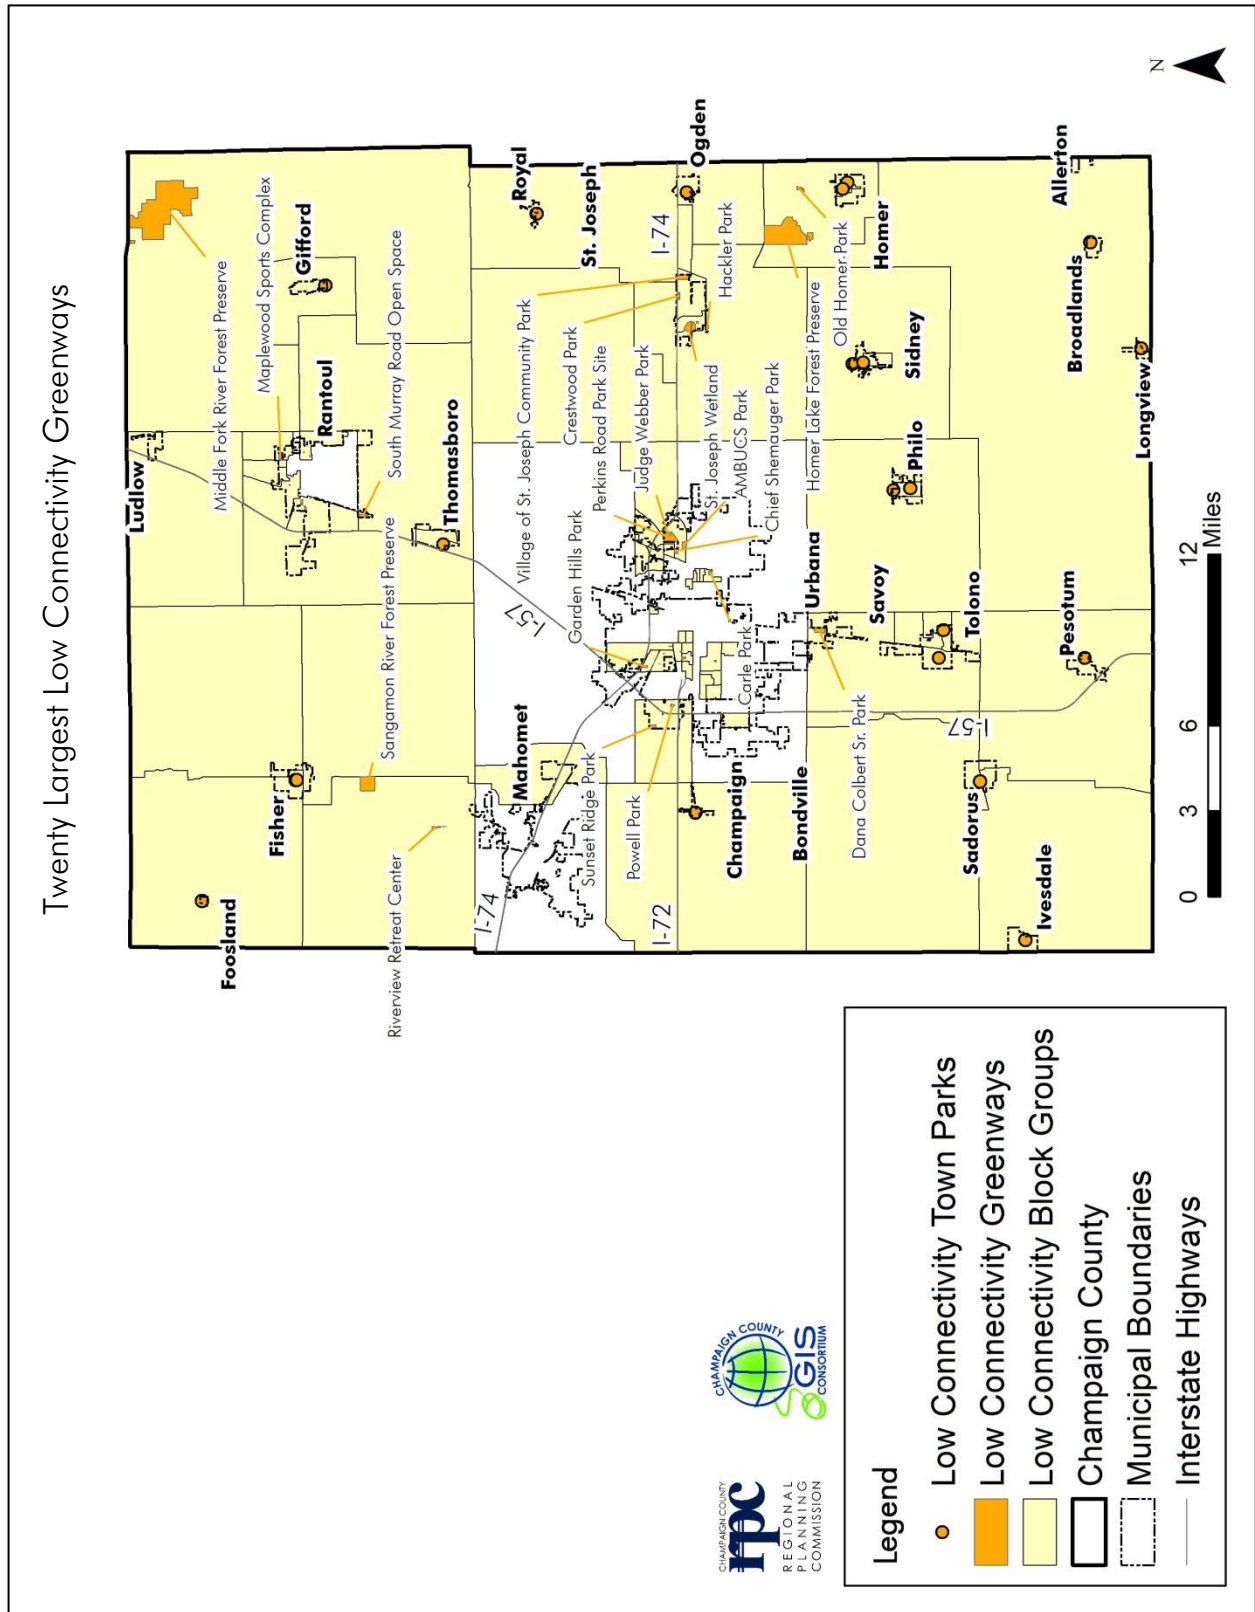 Twenty Largest Low Connectivity Greenways
N
Ludlow
Middle Fork River Forest Preserve
Maplewood Sports Complex
Gifford
Rantoul
South Murray Road Open Space
Foosland
Fisher
Sangamon River Forest Preserve
Thomasboro
Riverview Retreat Center
I-74
Mahomet
I-57
Royal
Village of St. Joseph Community Park
St. Joseph
Garden Hills Park
Crestwood Park
Perkins Road Park Site
Sunset Ridge Park
Judge Webber Park
Powell Park
I-72
I-74
Ogden
St. Joseph Wetland
Hackler Park
AMBUCS Park
Champaign
Carle Park
Chief Shemauger Park
Bondville
Urbana
Homer Lake Forest Preserve
Old Homer Park
Dana Colbert Sr. Park
Savoy
Homer
Sidney
Philo
Sadorus
I-57
Tolono
Ivesdale
Pesotum
Broadlands
Allerton
Longview
0 3 6 12
Miles
CHAMPAIGN COUNTY
rpc
REGIONAL
PLANNING
COMMISSION
CHAMPAIGN COUNTY
GIS
CONSORTIUM
Legend
Low Connectivity Town Parks
Low Connectivity Greenways
Low Connectivity Block Groups
Champaign County
Municipal Boundaries
Interstate Highways